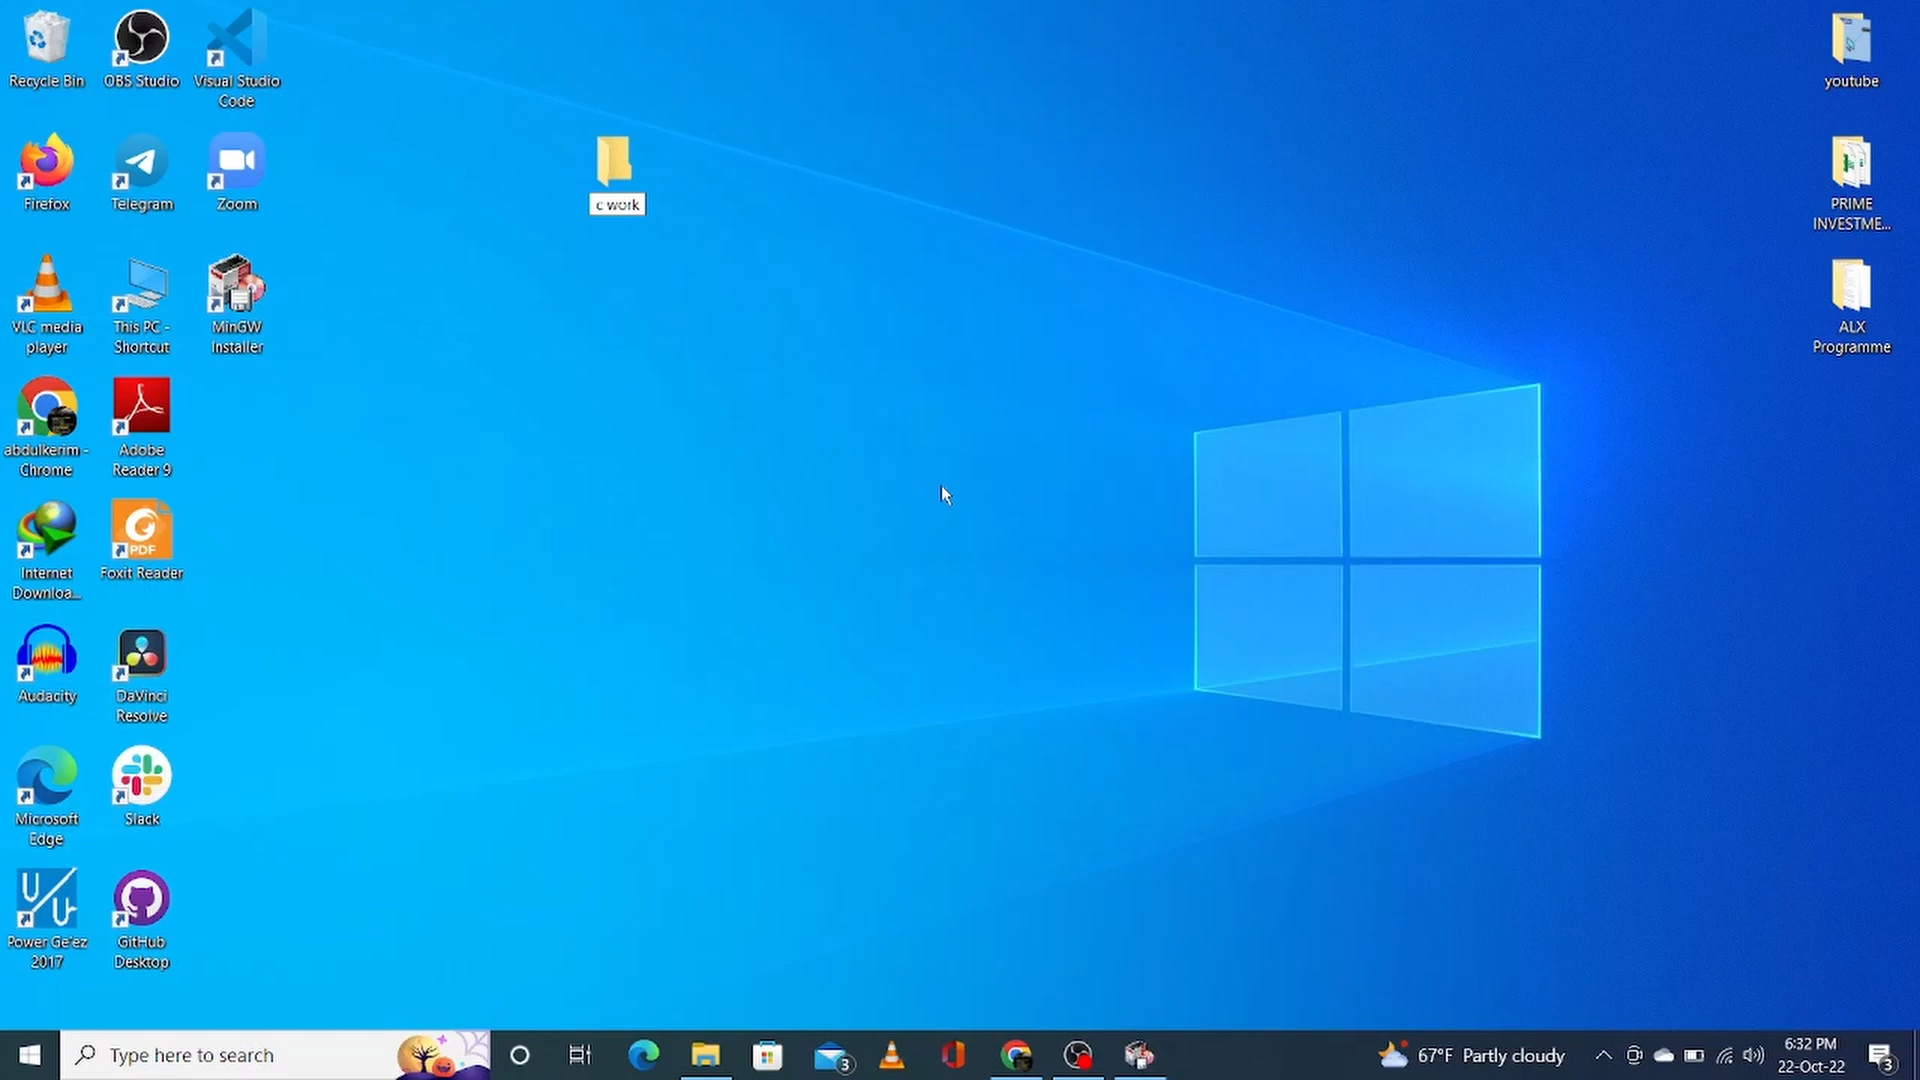 Recycle Bin
OBS Studio
Visual Studio
Code
Firefox
Telegram
Zoom
VLC media
player
This PC -
Shortcut
MinGW
Installer
abdulkerim -
Chrome
Adobe
Reader 9
Internet
Downloa...
PDF
Foxit Reader
Audacity
DaVinci
Resolve
Microsoft
Edge
Slack
Power Ge'ez
2017
GitHub
Desktop
c work
youtube
PRIME
INVESTME...
ALX
Programme
Type here to search
3
67°F Partly cloudy
6:32 PM
22-Oct-22
3